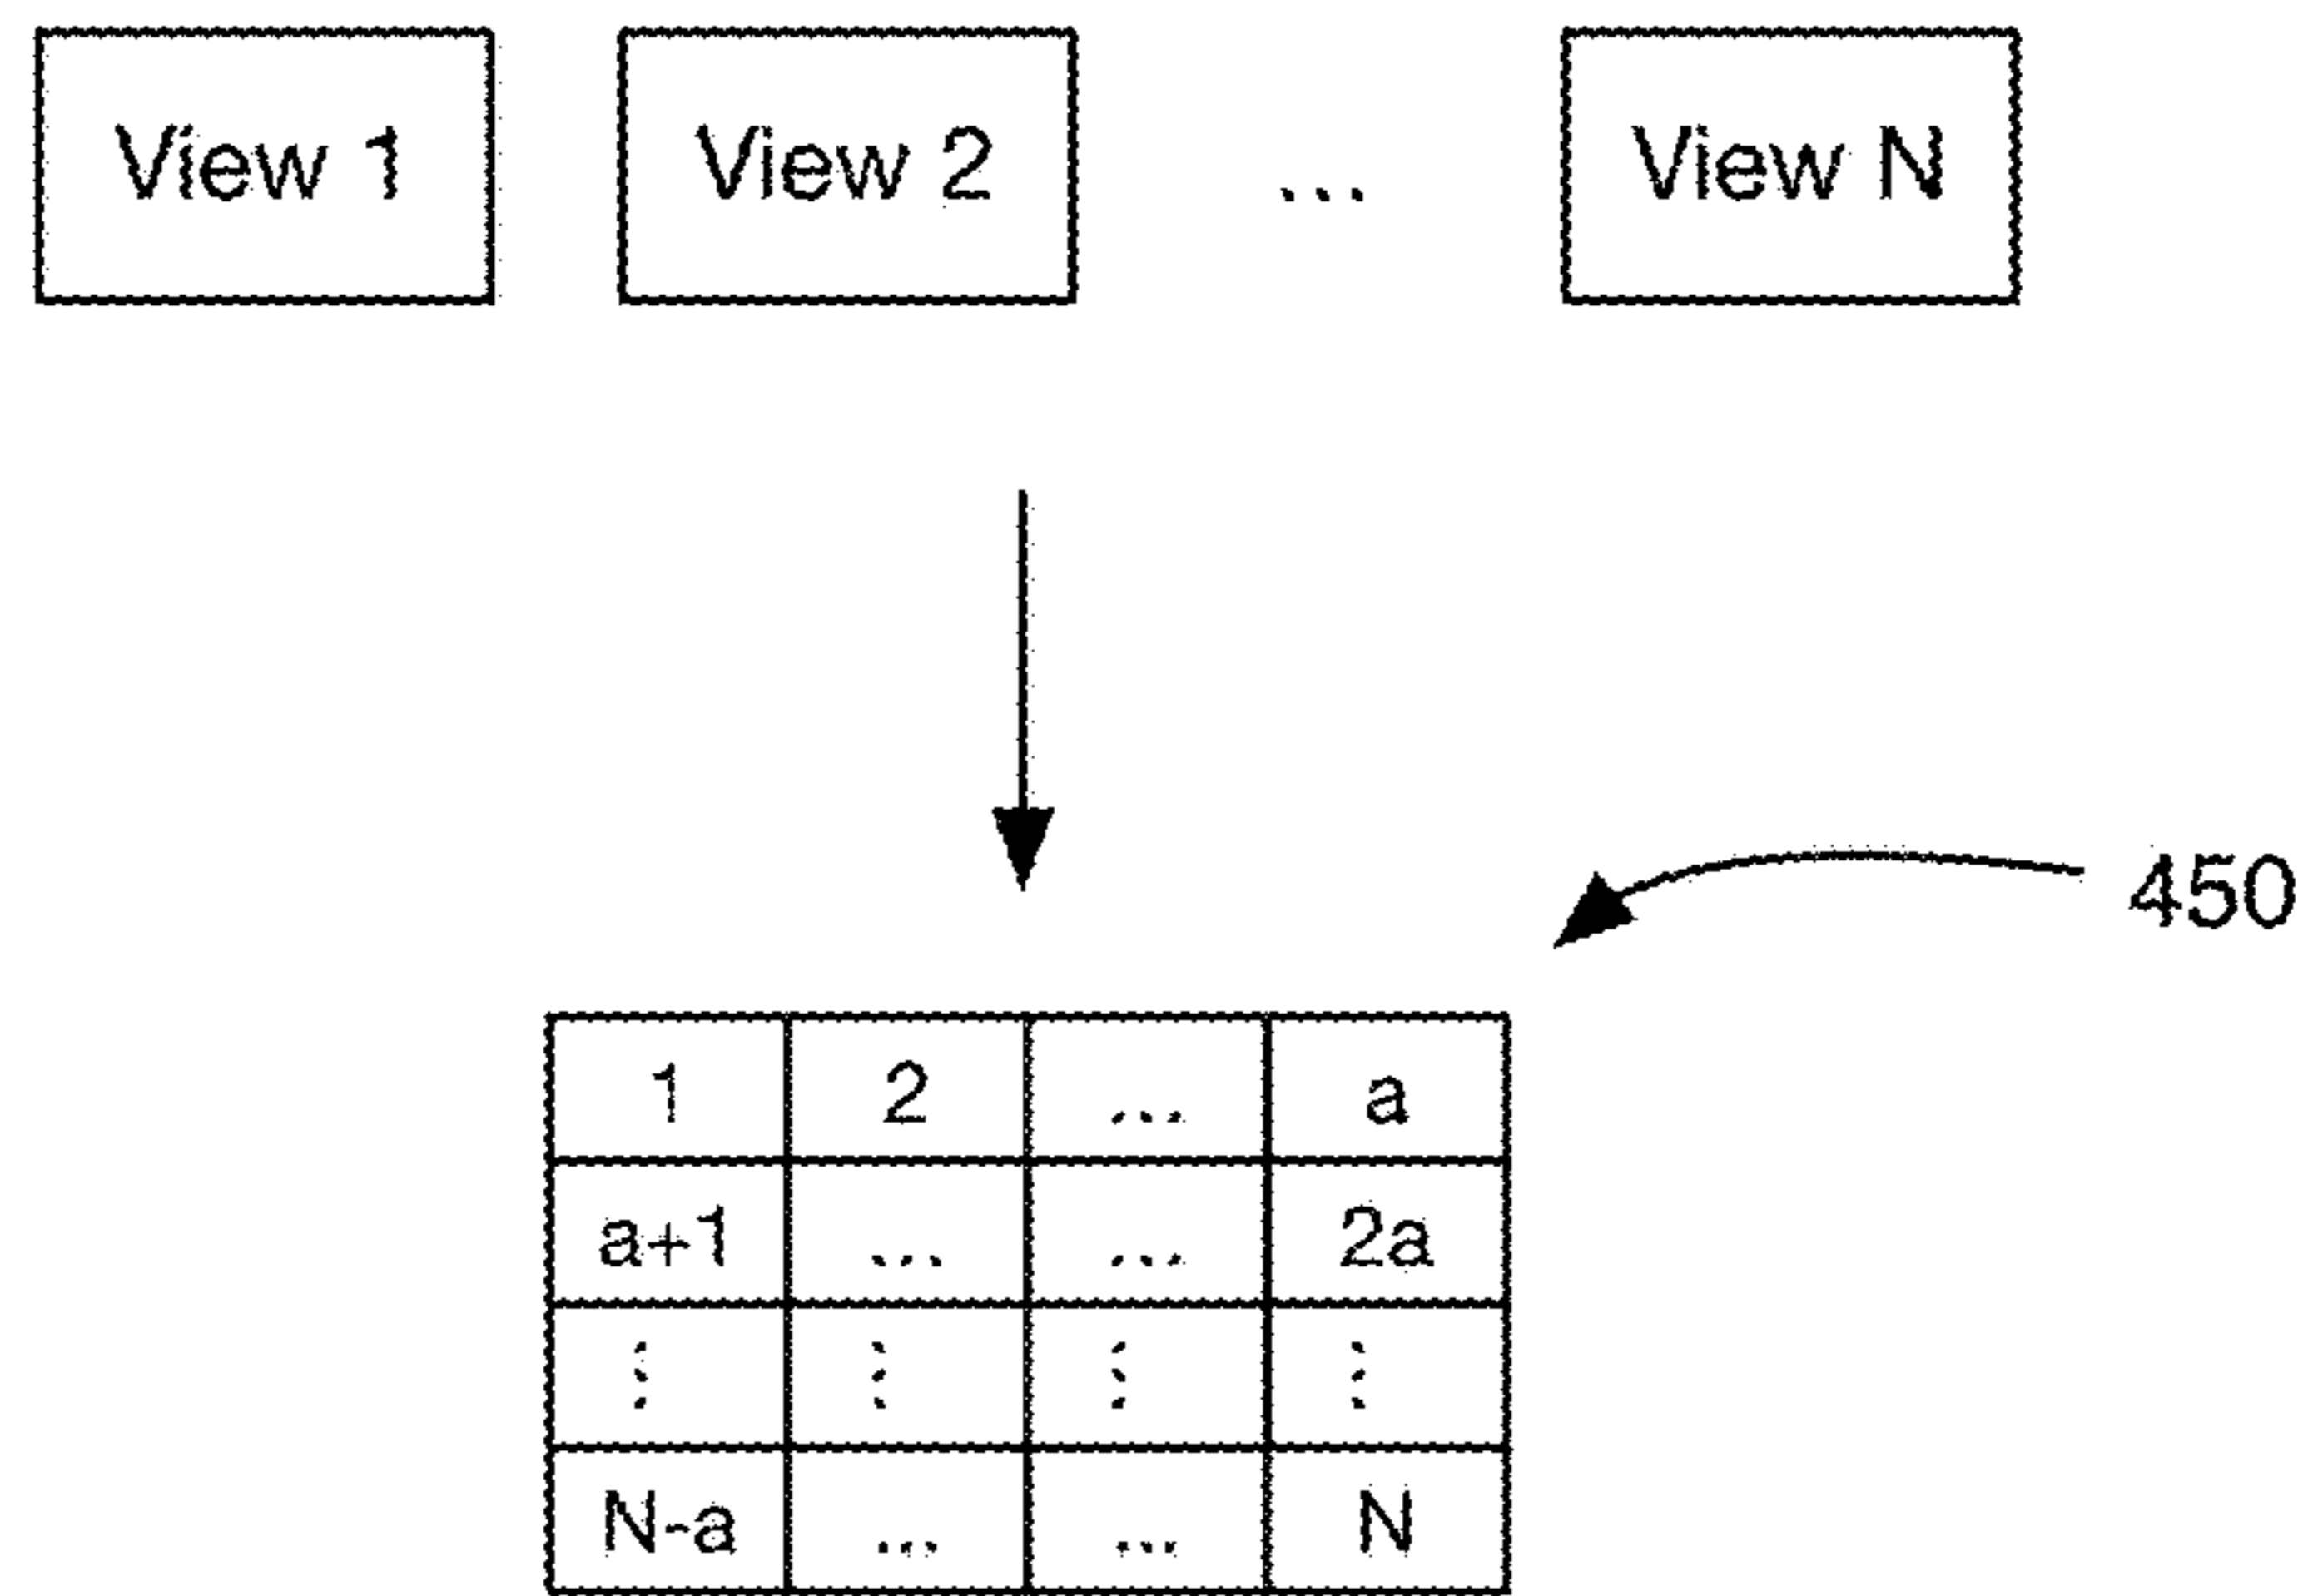 View 1 View 2 ... View N
450
1 2 ... a
a+1 ... ... 2a
⋮ ⋮ ⋮ ⋮
N-a ... ... N